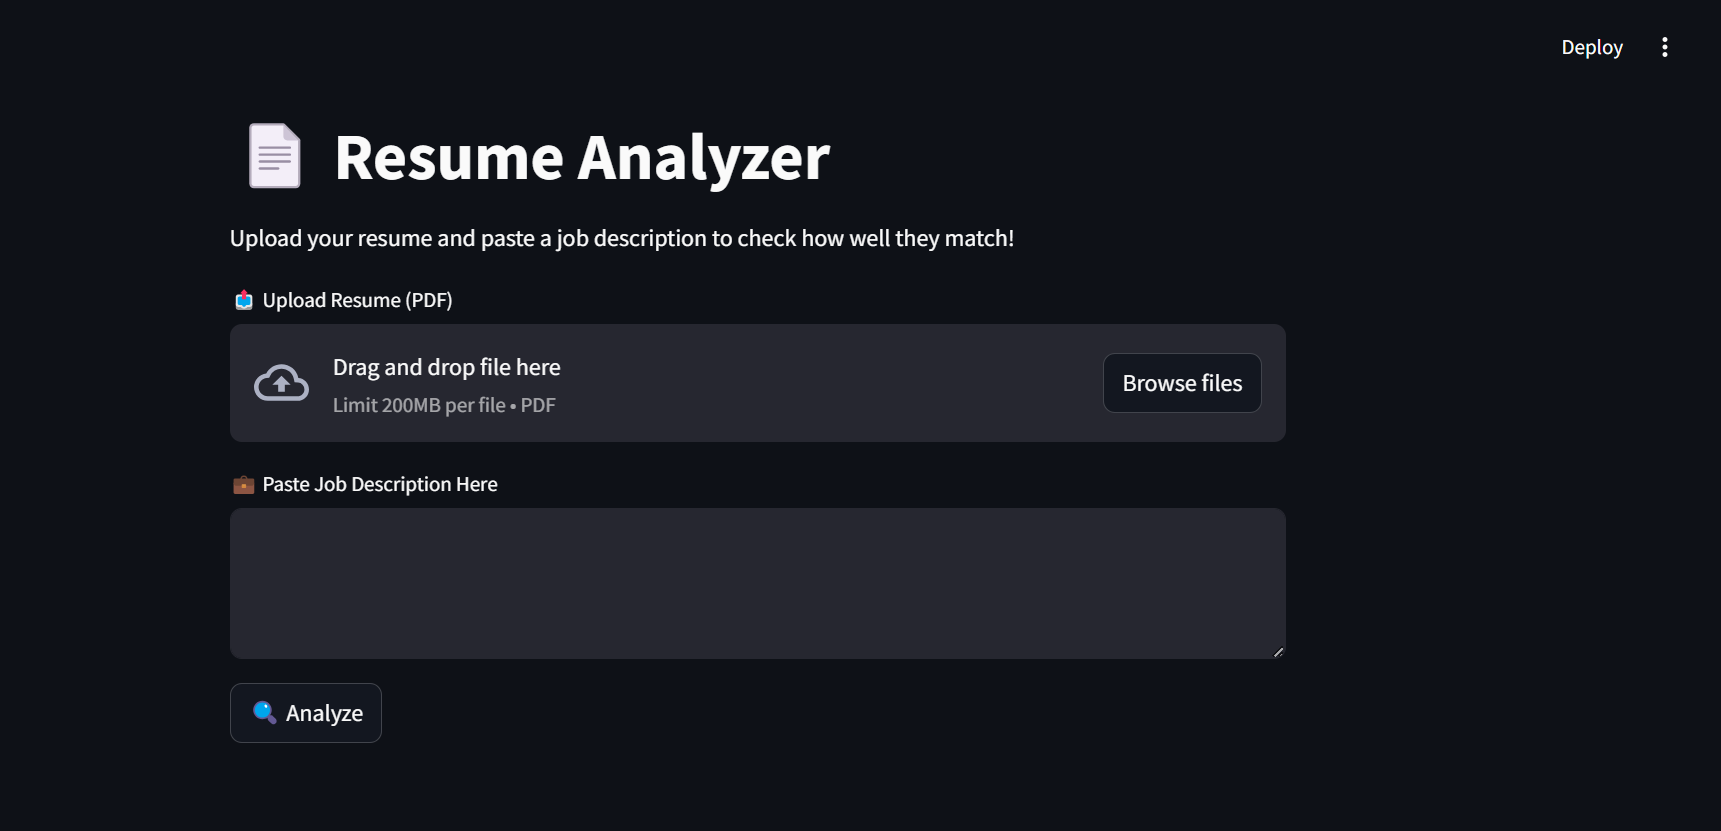 Deploy
Resume Analyzer
Upload your resume and paste a job description to check how well they match!
Upload Resume (PDF)
Drag and drop file here
Limit 200MB per file • PDF
Browse files
Paste Job Description Here
Analyze